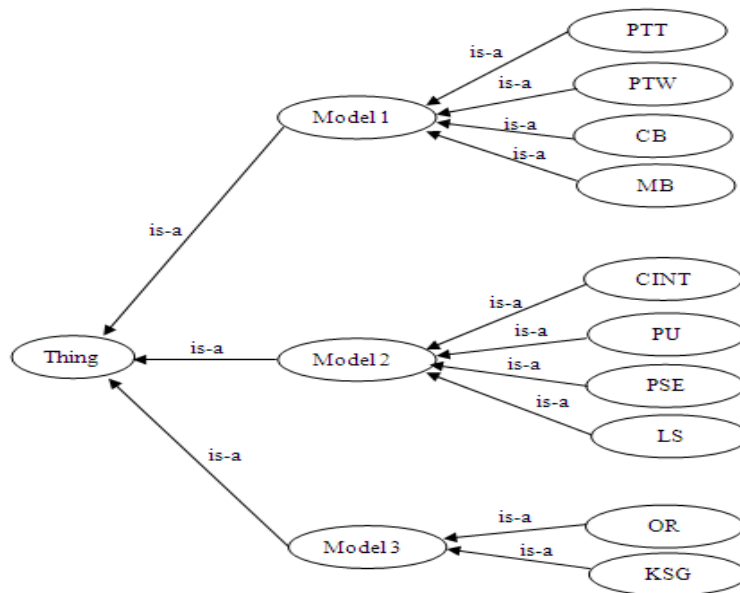 PTT
is-a
PTW
is-a
Model 1
is-a
CB
is-a
MB
is-a
CINT
is-a
is-a
PU
Thing
is-a
Model 2
is-a
PSE
is-a
LS
is-a
is-a
OR
Model 3
is-a
KSG